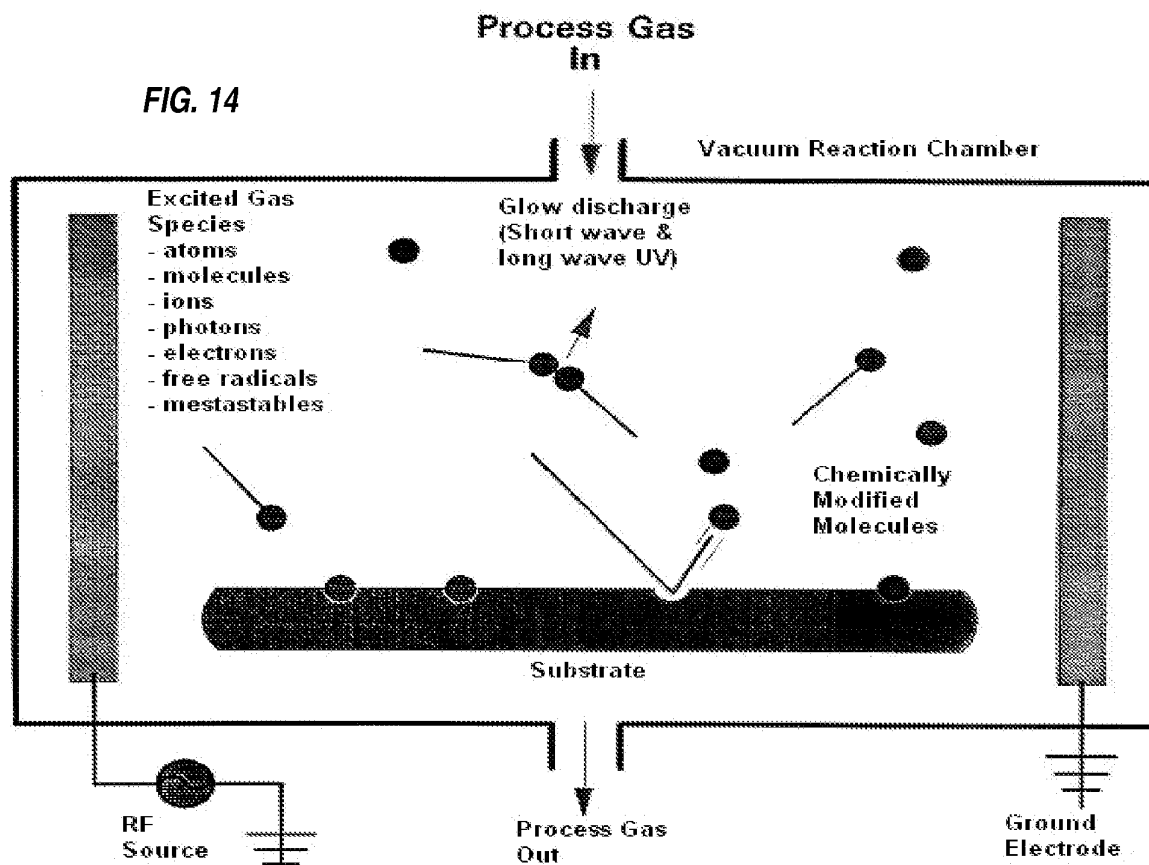 Process Gas
In
FIG. 14
Vacuum Reaction Chamber
Excited Gas
Species
- atoms
- molecules
- ions
- photons
- electrons
- free radicals
- mestastables
Glow discharge
(Short wave &
long wave UV)
Chemically
Modified
Molecules
Substrate
RF
Source
Process Gas
Out
Ground
Electrode